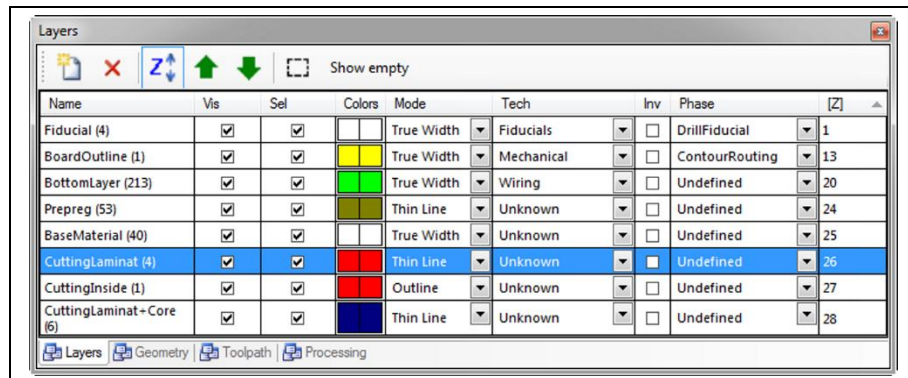 Layers
Z Show empty
Name Vis Sel Colors Mode Tech Inv Phase [Z]
Fiducial (4) True Width Fiducials DrillFiducial 1
BoardOutline (1) True Width Mechanical ContourRouting 13
BottomLayer (213) True Width Wiring Undefined 20
Prepreg (53) Thin Line Unknown Undefined 24
BaseMaterial (40) True Width Unknown Undefined 25
CuttingLaminat (4) Thin Line Unknown Undefined 26
CuttingInside (1) Outline Unknown Undefined 27
CuttingLaminat+Core
(6) Thin Line Unknown Undefined 28
Layers Geometry Toolpath Processing